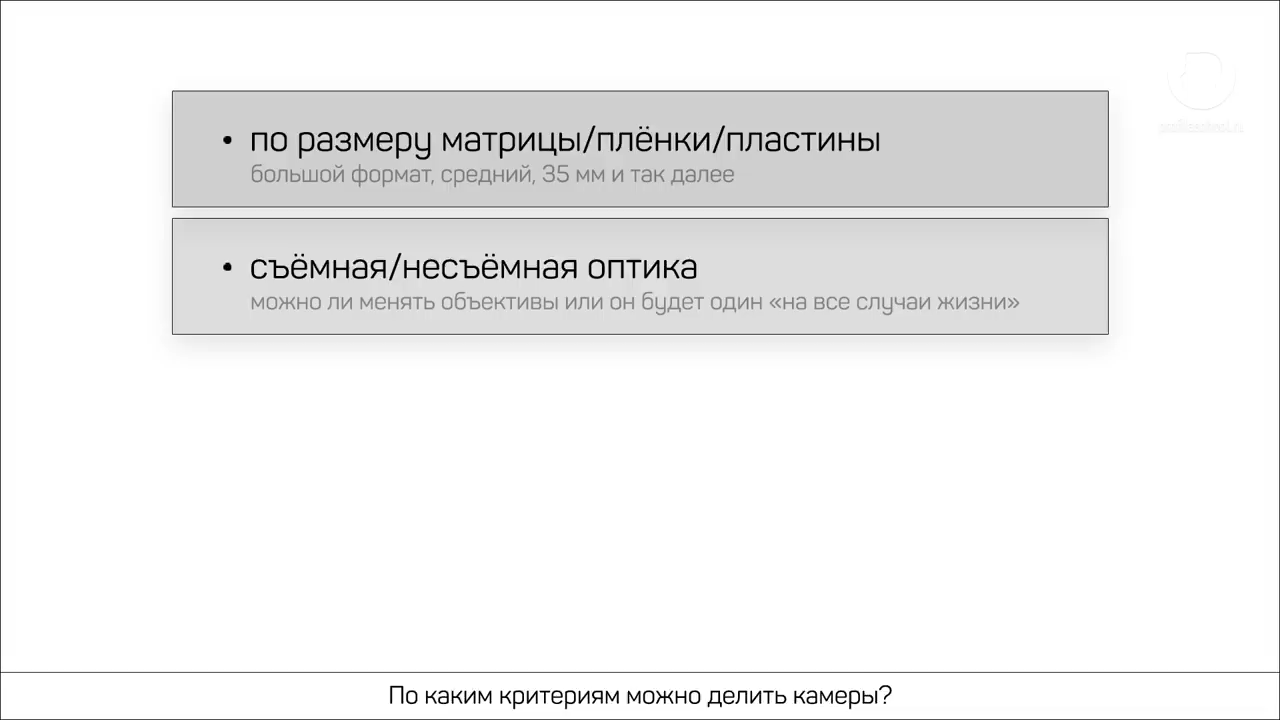 • по размеру матрицы/плёнки/пластины
большой формат, средний, 35 мм и так далее
• съёмная/несъёмная оптика
можно ли менять объективы или он будет один «на все случаи жизни»
По каким критериям можно делить камеры?